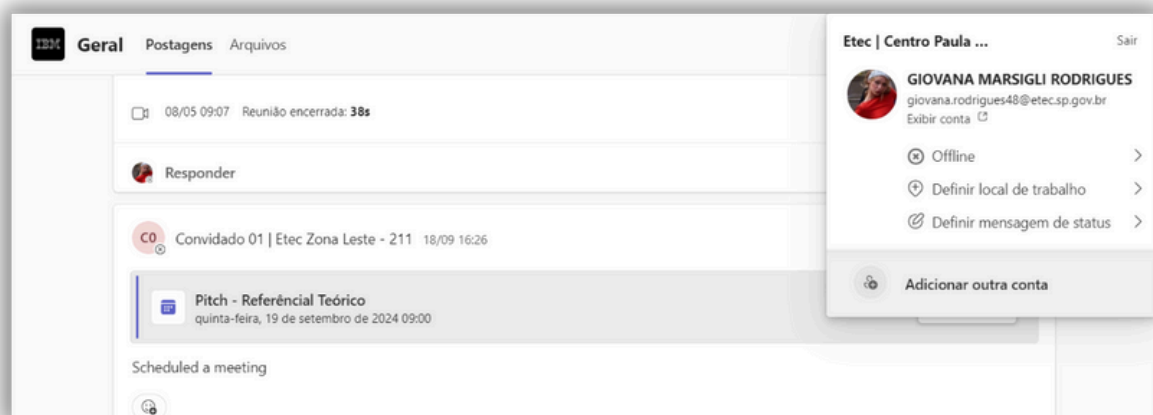 IBM Geral Postagens Arquivos
08/05 09:07 Reunião encerrada: 38s
Responder
C0 Convidado 01 | Etec Zona Leste - 211 18/09 16:26
Pitch - Referêncial Teórico
quinta-feira, 19 de setembro de 2024 09:00
Scheduled a meeting
Etec | Centro Paula ... Sair
GIOVANA MARSIGLI RODRIGUES
giovana.rodrigues48@etec.sp.gov.br
Exibir conta
Offline
Definir local de trabalho
Definir mensagem de status
Adicionar outra conta